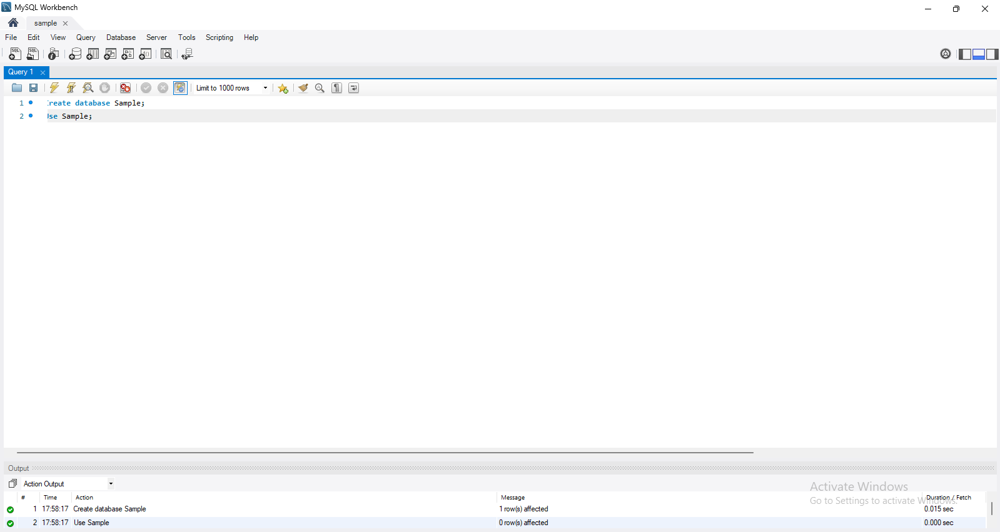 MySQL Workbench
sample
File Edit View Query Database Server Tools Scripting Help
SQL SQL
Query 1
Limit to 1000 rows
1 reate database Sample;
2 se Sample;
Output
Action Output
# Time Action Message Duration / Fetch
1 17:58:17 Create database Sample 1 row(s) affected 0.015 sec
2 17:58:17 Use Sample 0 row(s) affected 0.000 sec
Activate Windows
Go to Settings to activate Windows.